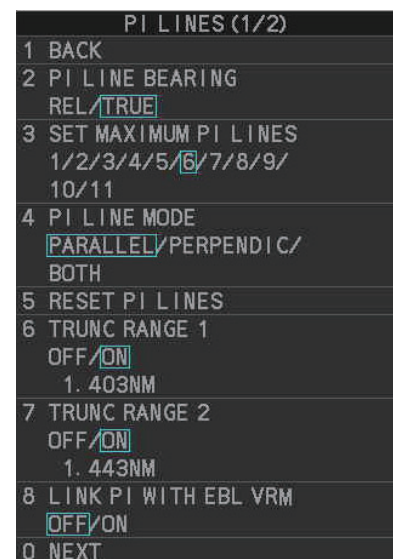 PI LINES (1/2)
1 BACK
2 PI LINE BEARING
REL/TRUE
3 SET MAXIMUM PI LINES
1/2/3/4/5/6/7/8/9/
10/11
4 PI LINE MODE
PARALLEL/PERPENDIC/
BOTH
5 RESET PI LINES
6 TRUNC RANGE 1
OFF/ON
1.403NM
7 TRUNC RANGE 2
OFF/ON
1.443NM
8 LINK PI WITH EBL VRM
OFF/ON
0 NEXT